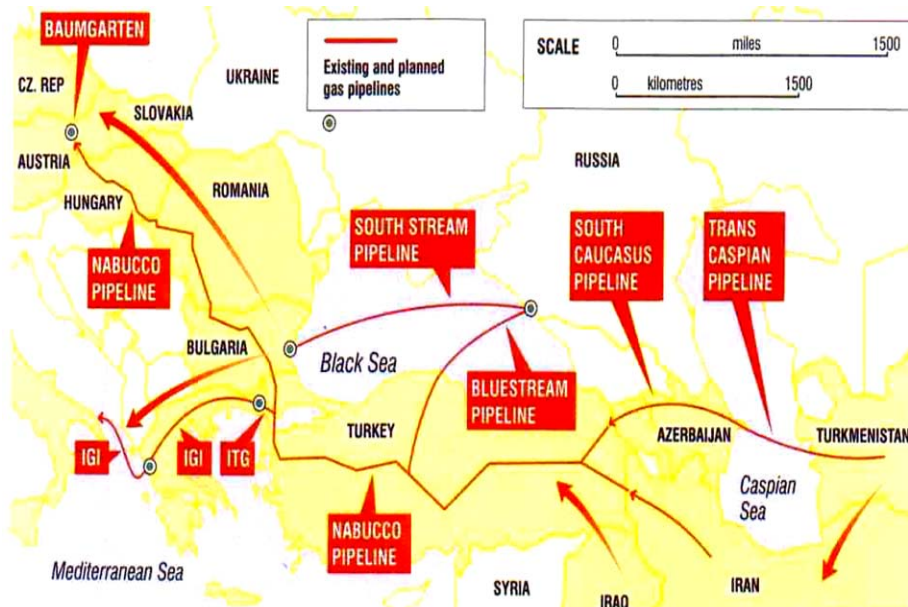 BAUMGARTEN
CZ. REP
SLOVAKIA
UKRAINE
AUSTRIA
HUNGARY
ROMANIA
NABUCCO
PIPELINE
Existing and planned
gas pipelines
SCALE
0 miles 1500
0 kilometres 1500
RUSSIA
SOUTH STREAM
PIPELINE
SOUTH
CAUCASUS
PIPELINE
TRANS
CASPIAN
PIPELINE
BULGARIA
Black Sea
BLUESTREAM
PIPELINE
TURKEY
AZERBAIJAN
TURKMENISTAN
IGI
IGI
ITG
NABUCCO
PIPELINE
Caspian
Sea
Mediterranean Sea
SYRIA
IRAQ
IRAN